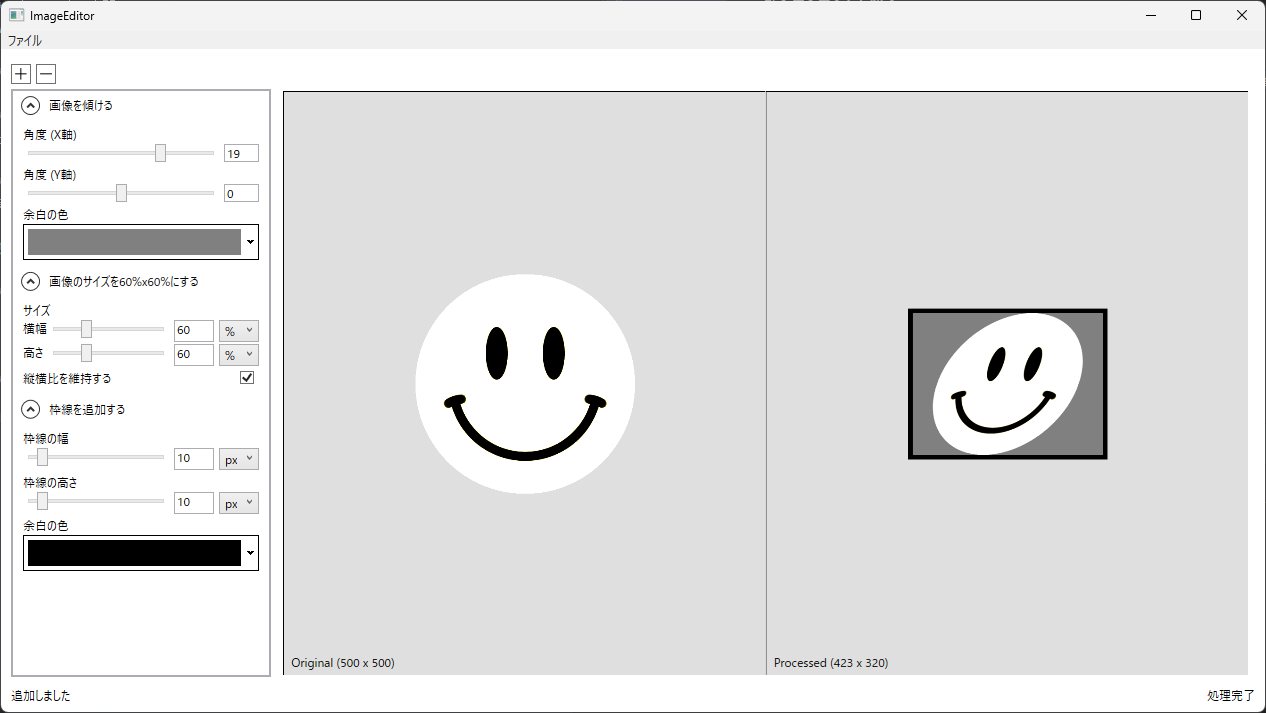 ImageEditor
ファイル
画像を傾ける
角度 (X軸)
19
角度 (Y軸)
0
余白の色
画像のサイズを60%x60%にする
サイズ
横幅 60 %
高さ 60 %
縦横比を維持する
枠線を追加する
枠線の幅
10 px
枠線の高さ
10 px
余白の色
Original (500 x 500)
Processed (423 x 320)
追加しました
処理完了